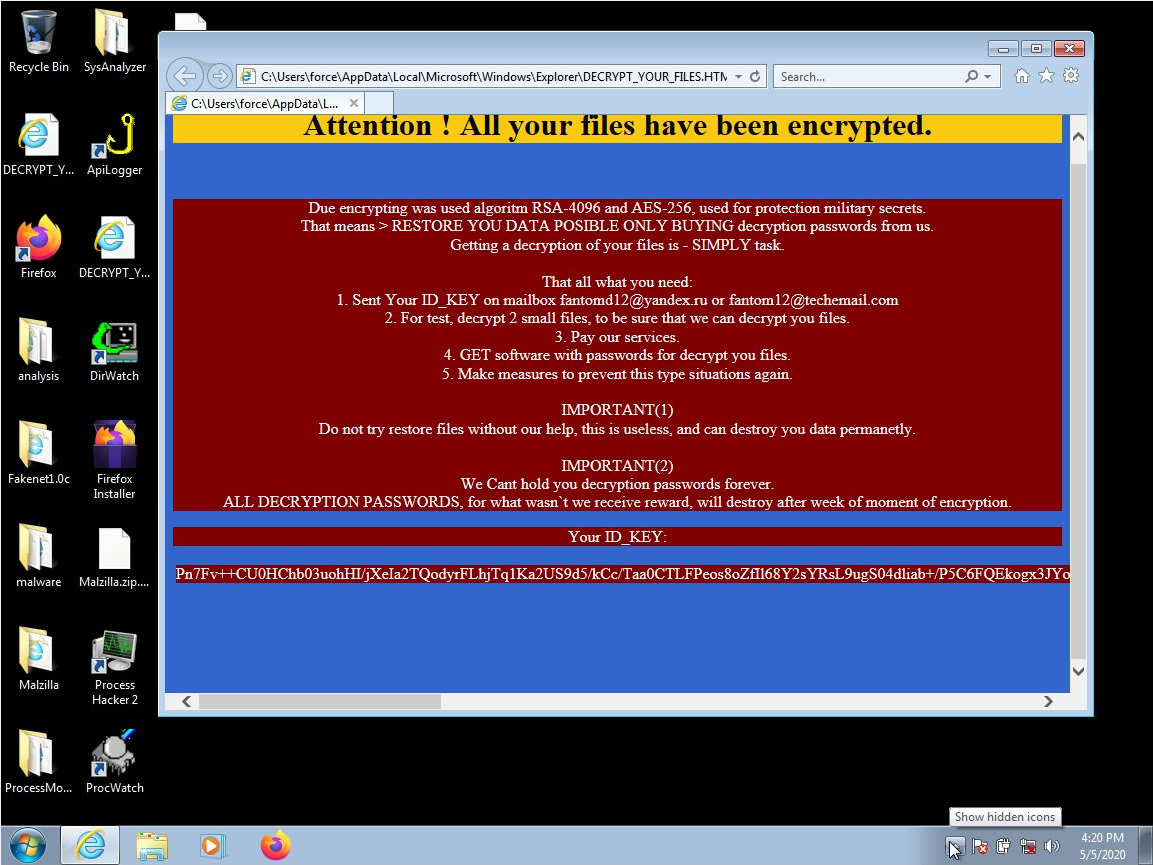 Recycle Bin
SysAnalyzer
DECRYPT_Y...
ApiLogger
Firefox
DECRYPT_Y...
analysis
DirWatch
Fakenet1.0c
Firefox
Installer
malware
Malzilla.zip....
Malzilla
Process
Hacker 2
ProcessMo...
ProcWatch
C:\Users\force\AppData\Local\Microsoft\Windows\Explorer\DECRYPT_YOUR_FILES.HTM
Search...
C:\Users\force\AppData\L...
Attention ! All your files have been encrypted.
Due encrypting was used algoritm RSA-4096 and AES-256, used for protection military secrets.
That means > RESTORE YOU DATA POSIBLE ONLY BUYING decryption passwords from us.
Getting a decryption of your files is - SIMPLY task.
That all what you need:
1. Sent Your ID_KEY on mailbox fantomd12@yandex.ru or fantom12@techemail.com
2. For test, decrypt 2 small files, to be sure that we can decrypt you files.
3. Pay our services.
4. GET software with passwords for decrypt you files.
5. Make measures to prevent this type situations again.
IMPORTANT(1)
Do not try restore files without our help, this is useless, and can destroy you data permanetly.
IMPORTANT(2)
We Cant hold you decryption passwords forever.
ALL DECRYPTION PASSWORDS, for what wasn`t we receive reward, will destroy after week of moment of encryption.
Your ID_KEY:
Pn7Fv++CU0HChb03uohHI/jXeIa2TQodyrFLhjTq1Ka2US9d5/kCc/Taa0CTLFPeos8oZfIl68Y2sYRsL9ugS04dliab+/P5C6FQEkogx3JYo
Show hidden icons
4:20 PM
5/5/2020